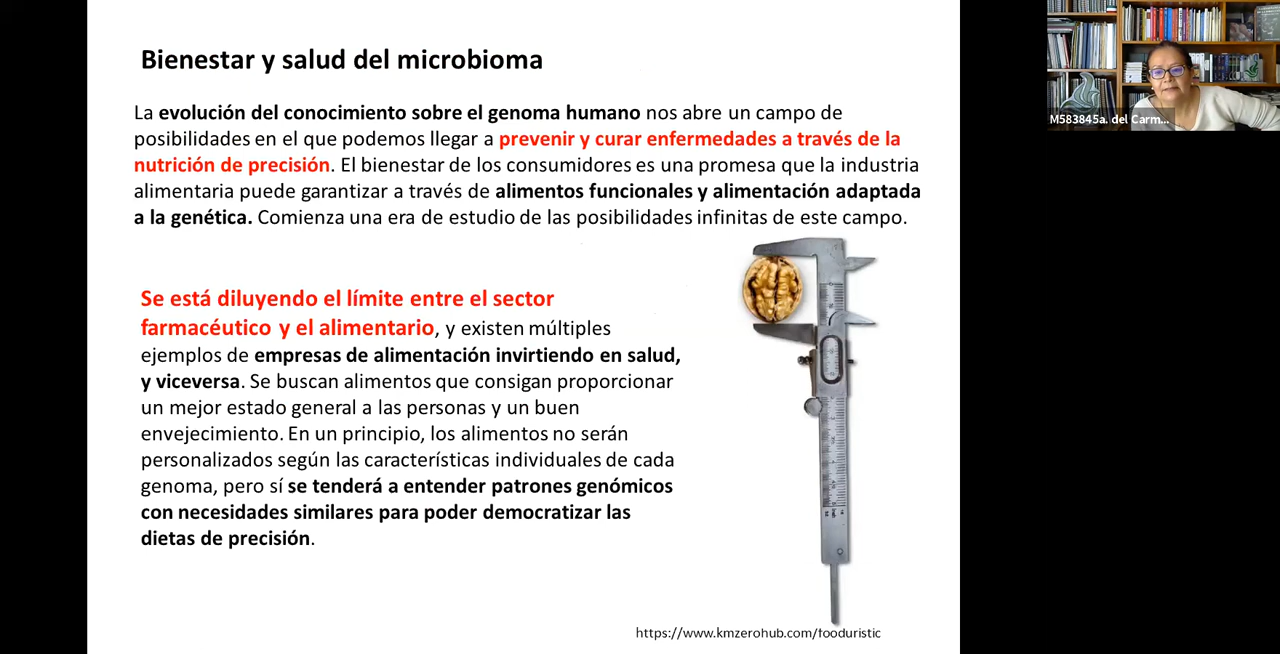 Bienestar y salud del microbioma
La evolución del conocimiento sobre el genoma humano nos abre un campo de
posibilidades en el que podemos llegar a prevenir y curar enfermedades a través de la
nutrición de precisión. El bienestar de los consumidores es una promesa que la industria
alimentaria puede garantizar a través de alimentos funcionales y alimentación adaptada
a la genética. Comienza una era de estudio de las posibilidades infinitas de este campo.
Se está diluyendo el límite entre el sector
farmacéutico y el alimentario, y existen múltiples
ejemplos de empresas de alimentación invirtiendo en salud,
y viceversa. Se buscan alimentos que consigan proporcionar
un mejor estado general a las personas y un buen
envejecimiento. En un principio, los alimentos no serán
personalizados según las características individuales de cada
genoma, pero sí se tenderá a entender patrones genómicos
con necesidades similares para poder democratizar las
dietas de precisión.
https://www.kmzerohub.com/fooduristic
M583845a. del Carm...